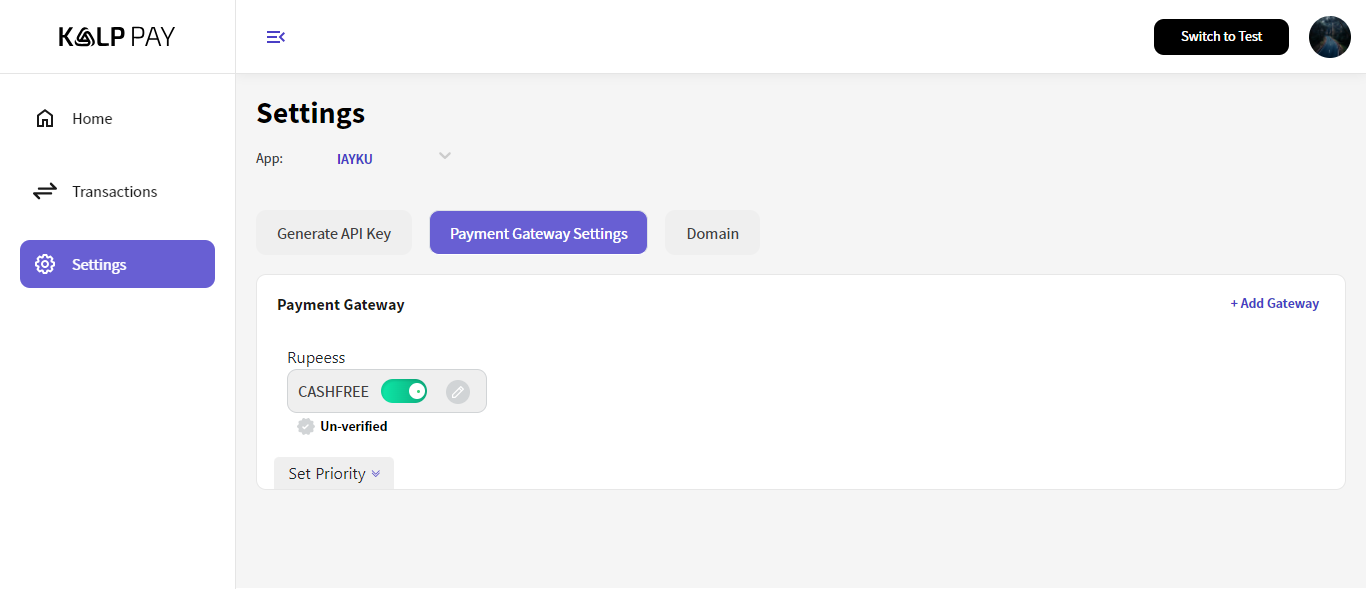 KALP PAY
Switch to Test
Home
Transactions
Settings
Settings
App: IAYKU
Generate API Key Payment Gateway Settings Domain
Payment Gateway + Add Gateway
Rupeess
CASHFREE
Un-verified
Set Priority